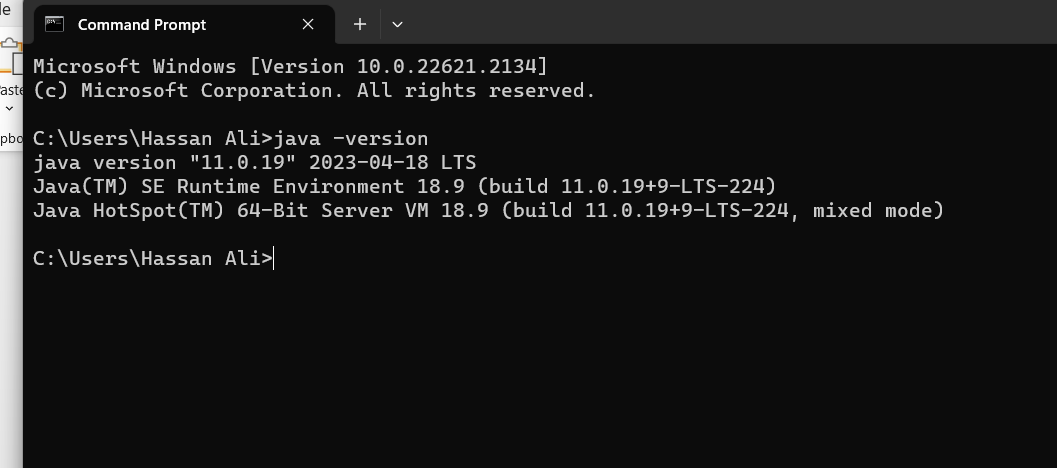 Command Prompt
Microsoft Windows [Version 10.0.22621.2134]
(c) Microsoft Corporation. All rights reserved.
C:\Users\Hassan Ali>java -version
java version "11.0.19" 2023-04-18 LTS
Java(TM) SE Runtime Environment 18.9 (build 11.0.19+9-LTS-224)
Java HotSpot(TM) 64-Bit Server VM 18.9 (build 11.0.19+9-LTS-224, mixed mode)
C:\Users\Hassan Ali>